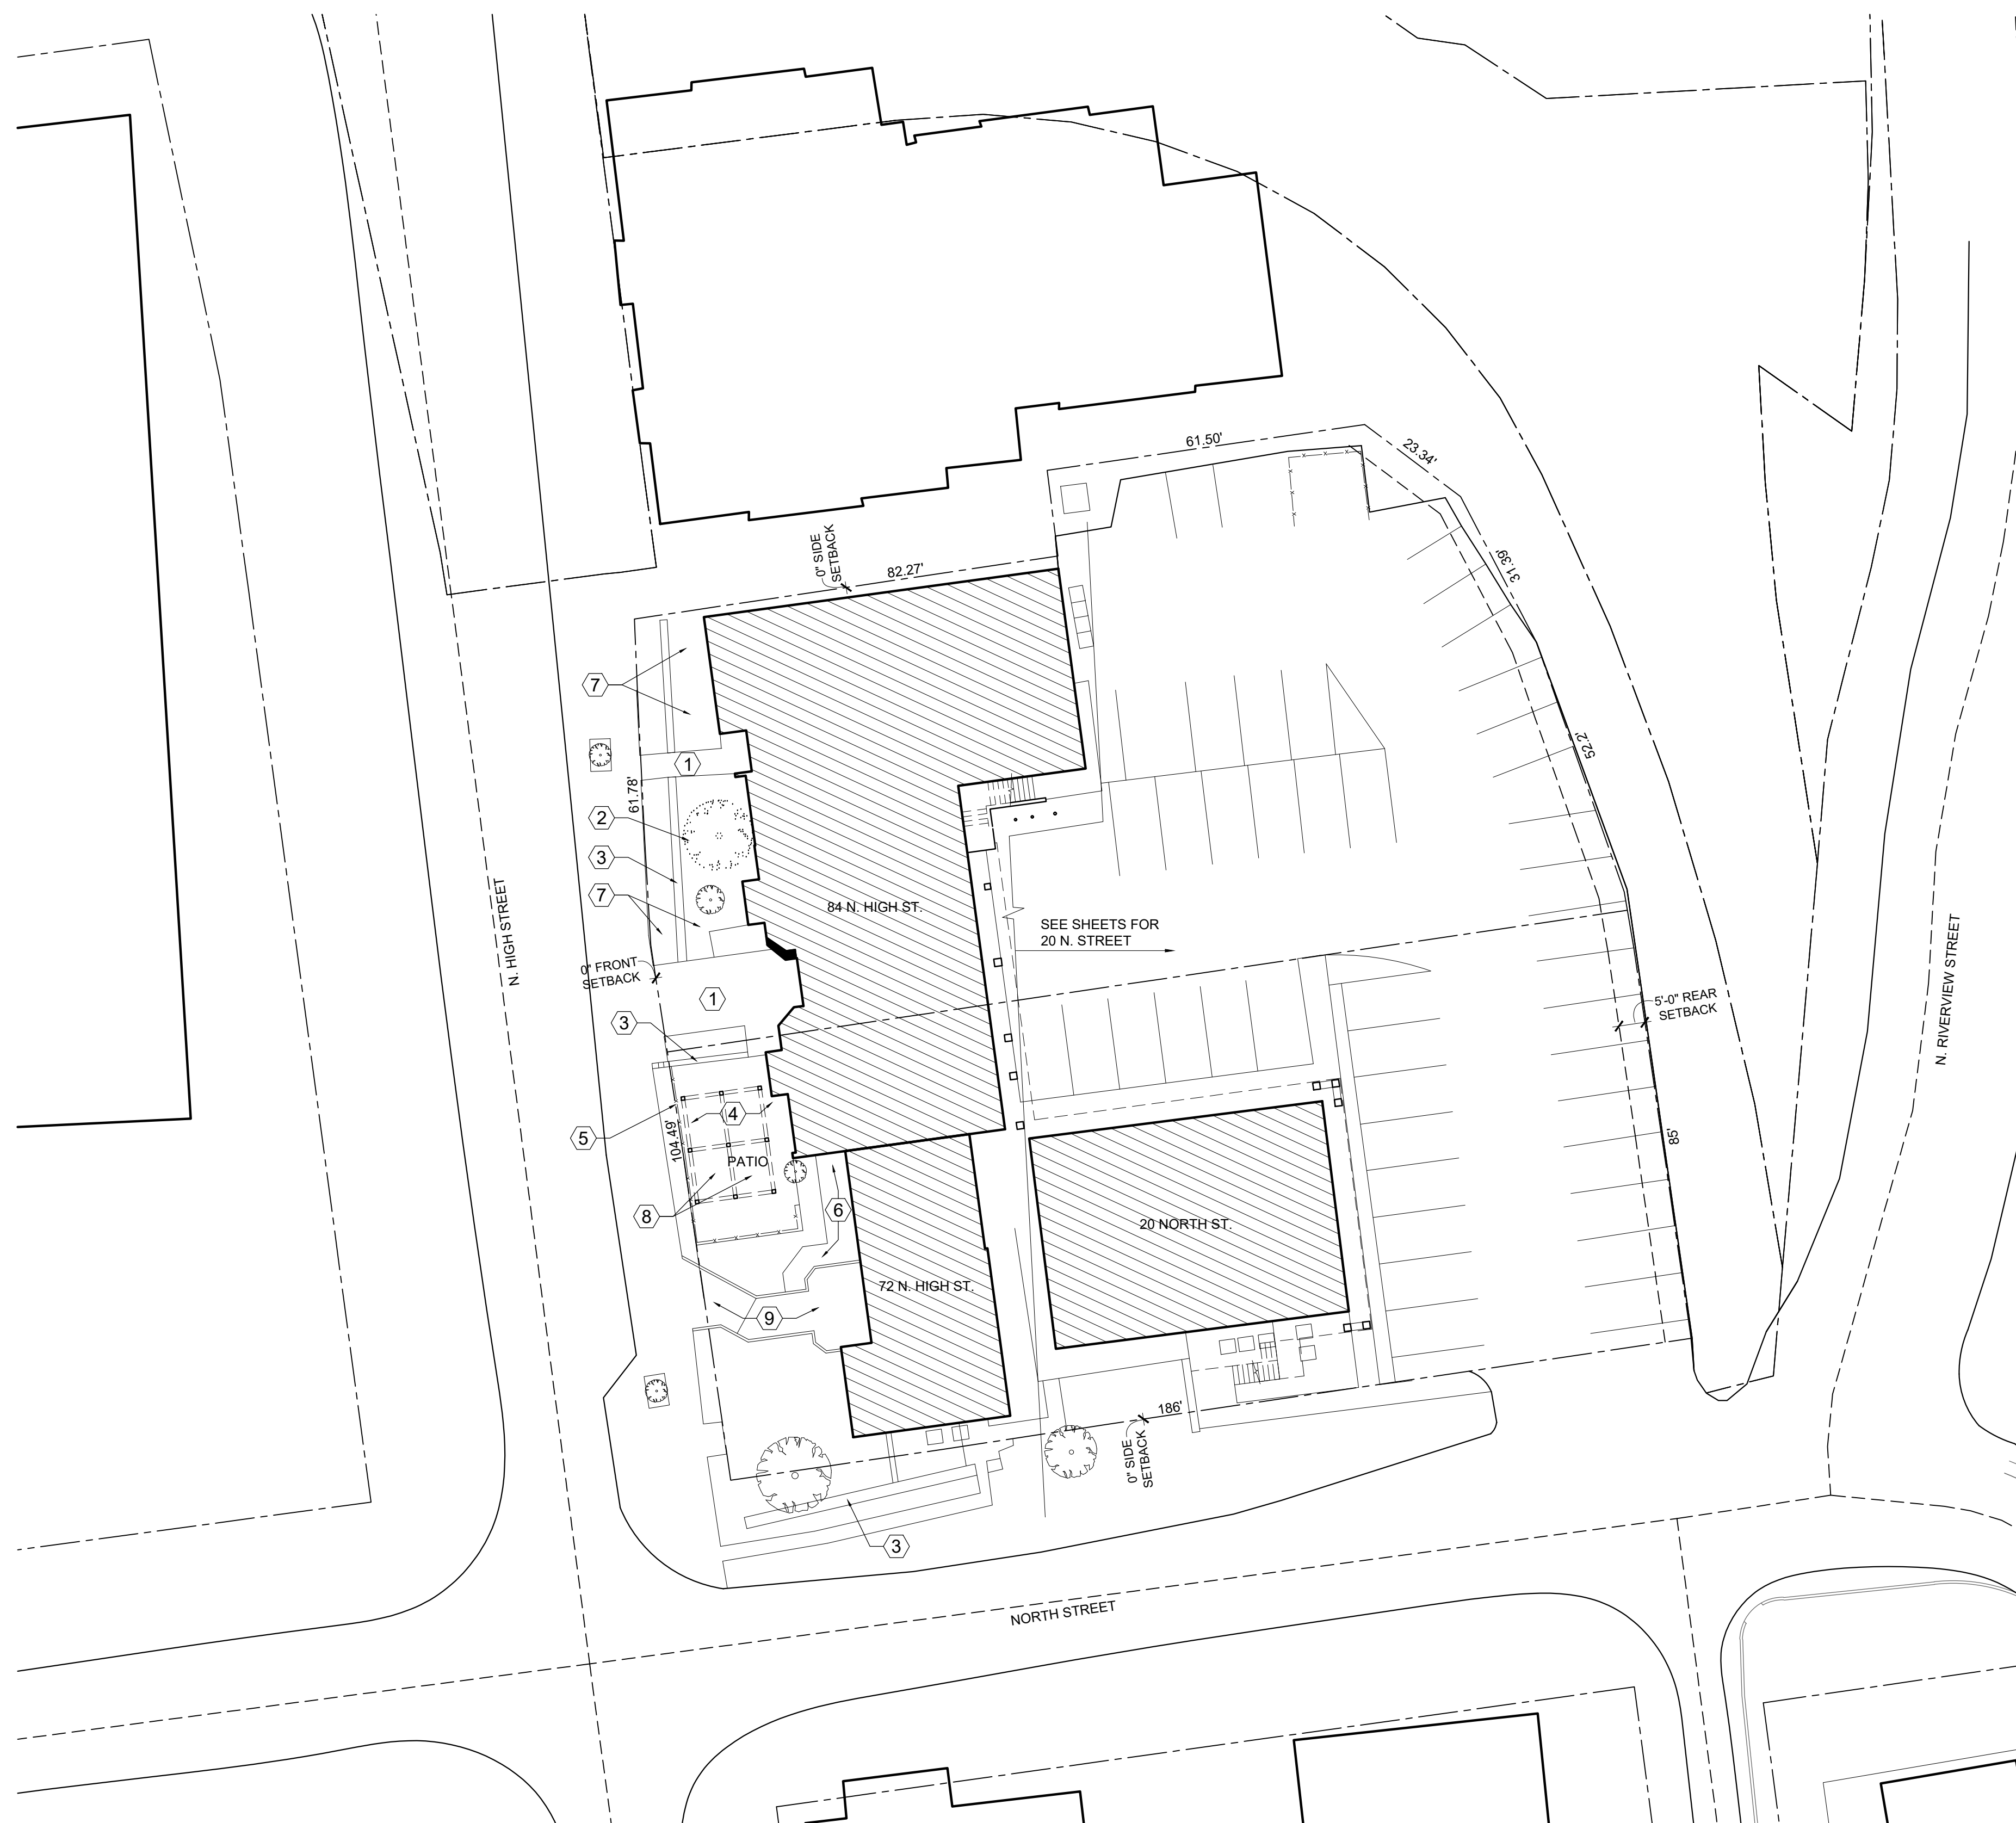 61.50'
23.34'
0" SIDE
SETBACK
82.27'
31.39'
7
1
61.78'
2
52.2'
3
7
84 N. HIGH ST.
SEE SHEETS FOR
20 N. STREET
N. HIGH STREET
0" FRONT
SETBACK
1
5'-0" REAR
SETBACK
N. RIVERVIEW STREET
3
4
5
104.49'
PATIO
85'
8
6
20 NORTH ST.
72 N. HIGH ST.
9
186'
0" SIDE
SETBACK
3
NORTH STREET